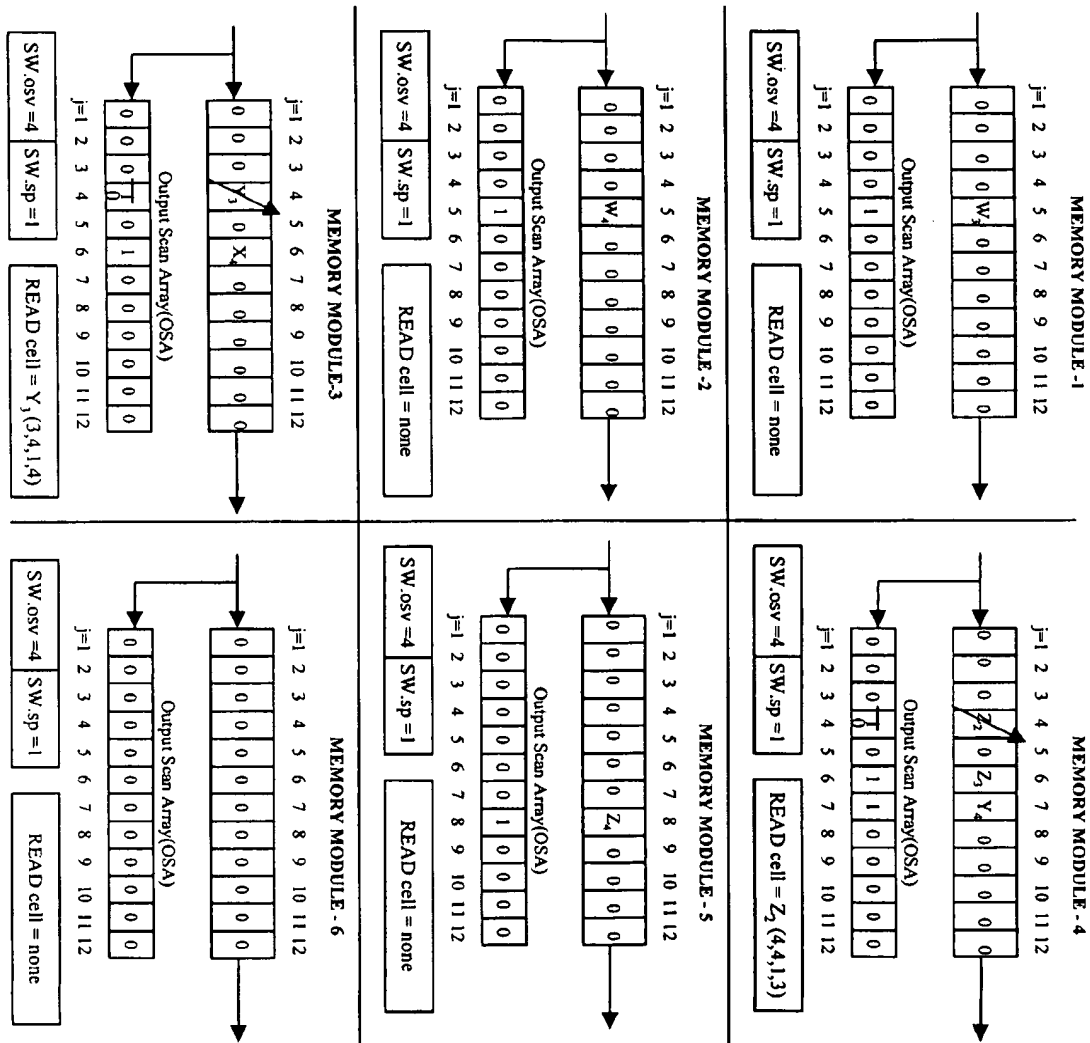 MEMORY MODULE -1
j=1 2 3 4 5 6 7 8 9 10 11 12
0 0 0 0 W₃ 0 0 0 0 0 0 0
Output Scan Array(OSA)
0 0 0 0 1 0 0 0 0 0 0 0
j=1 2 3 4 5 6 7 8 9 10 11 12
SW.osv =4 SW.sp =1 READ cell = none
MEMORY MODULE - 4
j=1 2 3 4 5 6 7 8 9 10 11 12
0 0 0 Z₂ 0 Z₃ Y₄ 0 0 0 0 0
Output Scan Array(OSA)
0 0 0 1 0 1 1 0 0 0 0 0
0
j=1 2 3 4 5 6 7 8 9 10 11 12
SW.osv =4 SW.sp =1 READ cell = Z₂ (4,4,1,3)
MEMORY MODULE -2
j=1 2 3 4 5 6 7 8 9 10 11 12
0 0 0 0 W₄ 0 0 0 0 0 0 0
Output Scan Array(OSA)
0 0 0 0 1 0 0 0 0 0 0 0
j=1 2 3 4 5 6 7 8 9 10 11 12
SW.osv =4 SW.sp =1 READ cell = none
MEMORY MODULE - 5
j=1 2 3 4 5 6 7 8 9 10 11 12
0 0 0 0 0 0 0 Z₄ 0 0 0 0
Output Scan Array(OSA)
0 0 0 0 0 0 0 1 0 0 0 0
j=1 2 3 4 5 6 7 8 9 10 11 12
SW.osv =4 SW.sp =1 READ cell = none
MEMORY MODULE-3
j=1 2 3 4 5 6 7 8 9 10 11 12
0 0 0 Y₃ 0 X₄ 0 0 0 0 0 0
Output Scan Array(OSA)
0 0 0 1 0 1 0 0 0 0 0 0
0
j=1 2 3 4 5 6 7 8 9 10 11 12
SW.osv =4 SW.sp =1 READ cell = Y₃ (3,4,1,4)
MEMORY MODULE - 6
j=1 2 3 4 5 6 7 8 9 10 11 12
0 0 0 0 0 0 0 0 0 0 0 0
Output Scan Array(OSA)
0 0 0 0 0 0 0 0 0 0 0 0
j=1 2 3 4 5 6 7 8 9 10 11 12
SW.osv =4 SW.sp =1 READ cell = none